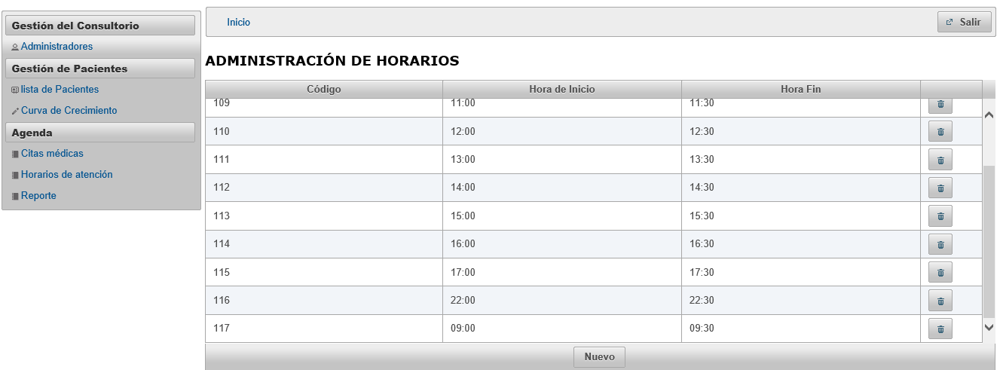 Gestión del Consultorio
Administradores
Gestión de Pacientes
lista de Pacientes
Curva de Crecimiento
Agenda
Citas médicas
Horarios de atención
Reporte
Inicio Salir
ADMINISTRACIÓN DE HORARIOS
Código Hora de Inicio Hora Fin
109 11:00 11:30
110 12:00 12:30
111 13:00 13:30
112 14:00 14:30
113 15:00 15:30
114 16:00 16:30
115 17:00 17:30
116 22:00 22:30
117 09:00 09:30
Nuevo